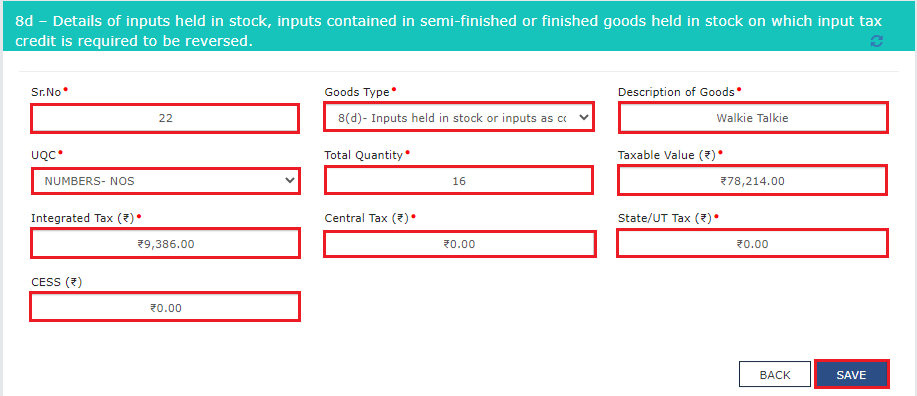 8d – Details of inputs held in stock, inputs contained in semi-finished or finished goods held in stock on which input tax
credit is required to be reversed.
Sr.No• Goods Type• Description of Goods•
22 8(d)- Inputs held in stock or inputs as co Walkie Talkie
UQC• Total Quantity• Taxable Value (₹)•
NUMBERS- NOS 16 ₹78,214.00
Integrated Tax (₹)• Central Tax (₹)• State/UT Tax (₹)•
₹9,386.00 ₹0.00 ₹0.00
CESS (₹)
₹0.00
BACK SAVE